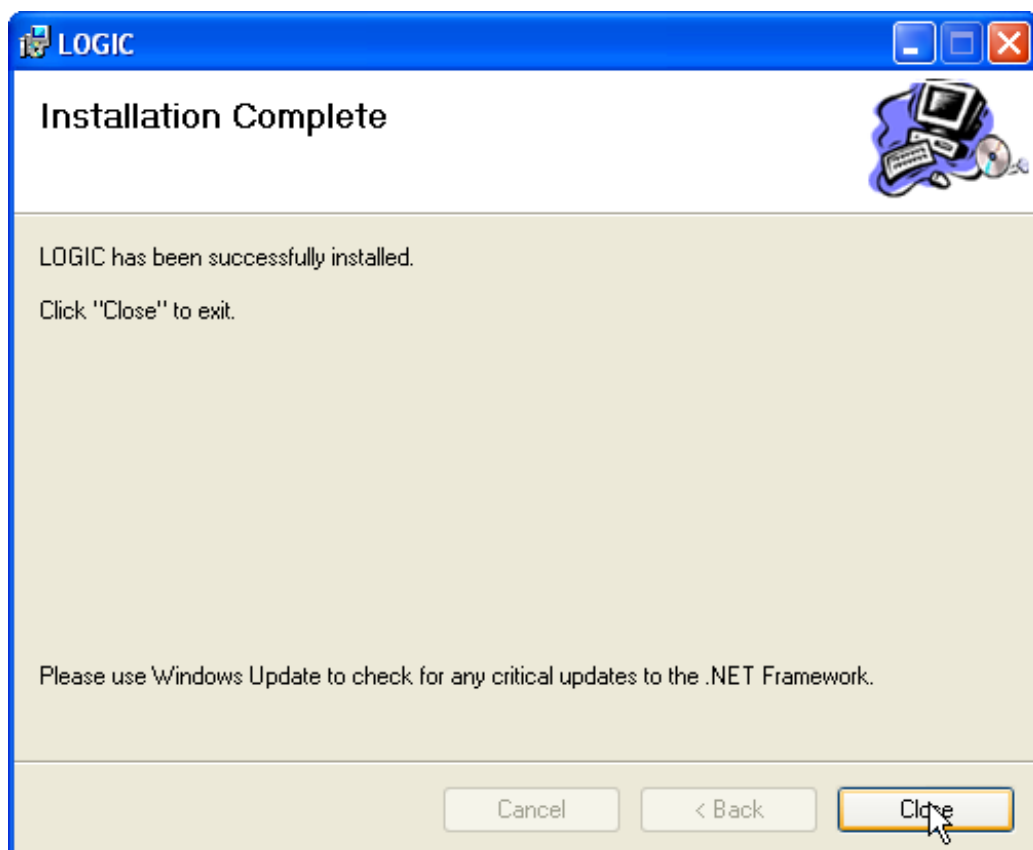 LOGIC
Installation Complete
LOGIC has been successfully installed.
Click "Close" to exit.
Please use Windows Update to check for any critical updates to the .NET Framework.
Cancel
< Back
Close